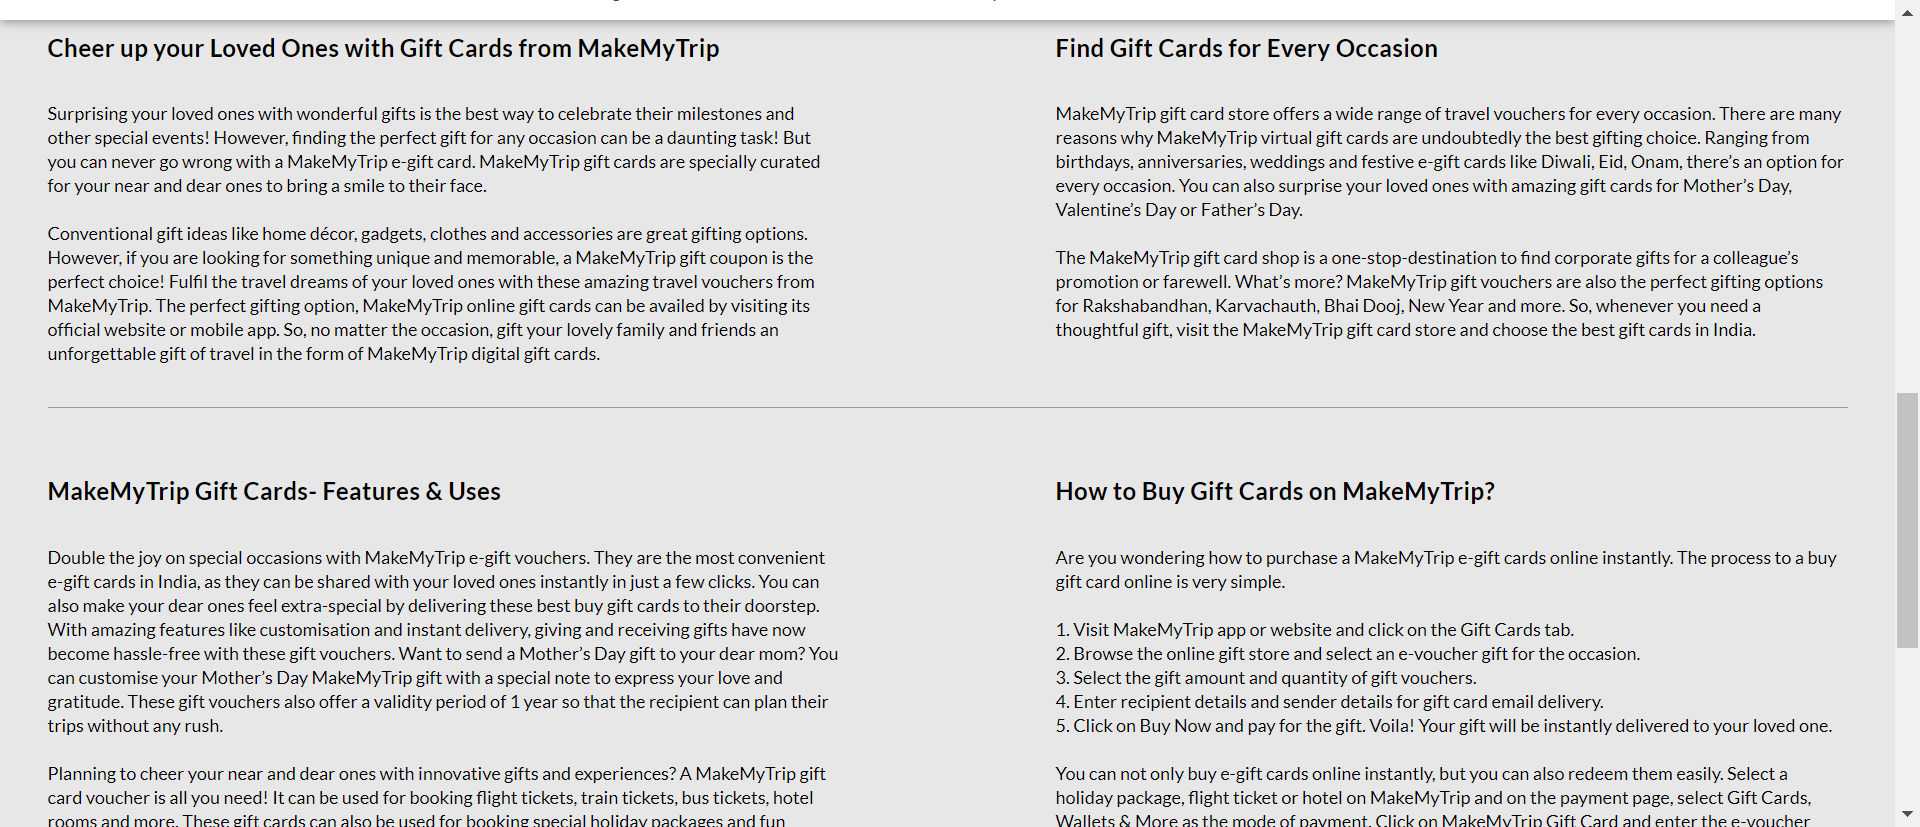 Cheer up your Loved Ones with Gift Cards from MakeMyTrip
Surprising your loved ones with wonderful gifts is the best way to celebrate their milestones and
other special events! However, finding the perfect gift for any occasion can be a daunting task! But
you can never go wrong with a MakeMyTrip e-gift card. MakeMyTrip gift cards are specially curated
for your near and dear ones to bring a smile to their face.
Conventional gift ideas like home décor, gadgets, clothes and accessories are great gifting options.
However, if you are looking for something unique and memorable, a MakeMyTrip gift coupon is the
perfect choice! Fulfil the travel dreams of your loved ones with these amazing travel vouchers from
MakeMyTrip. The perfect gifting option, MakeMyTrip online gift cards can be availed by visiting its
official website or mobile app. So, no matter the occasion, gift your lovely family and friends an
unforgettable gift of travel in the form of MakeMyTrip digital gift cards.
Find Gift Cards for Every Occasion
MakeMyTrip gift card store offers a wide range of travel vouchers for every occasion. There are many
reasons why MakeMyTrip virtual gift cards are undoubtedly the best gifting choice. Ranging from
birthdays, anniversaries, weddings and festive e-gift cards like Diwali, Eid, Onam, there’s an option for
every occasion. You can also surprise your loved ones with amazing gift cards for Mother’s Day,
Valentine’s Day or Father’s Day.
The MakeMyTrip gift card shop is a one-stop-destination to find corporate gifts for a colleague’s
promotion or farewell. What’s more? MakeMyTrip gift vouchers are also the perfect gifting options
for Rakshabandhan, Karvachauth, Bhai Dooj, New Year and more. So, whenever you need a
thoughtful gift, visit the MakeMyTrip gift card store and choose the best gift cards in India.
MakeMyTrip Gift Cards- Features & Uses
Double the joy on special occasions with MakeMyTrip e-gift vouchers. They are the most convenient
e-gift cards in India, as they can be shared with your loved ones instantly in just a few clicks. You can
also make your dear ones feel extra-special by delivering these best buy gift cards to their doorstep.
With amazing features like customisation and instant delivery, giving and receiving gifts have now
become hassle-free with these gift vouchers. Want to send a Mother’s Day gift to your dear mom? You
can customise your Mother’s Day MakeMyTrip gift with a special note to express your love and
gratitude. These gift vouchers also offer a validity period of 1 year so that the recipient can plan their
trips without any rush.
Planning to cheer your near and dear ones with innovative gifts and experiences? A MakeMyTrip gift
card voucher is all you need! It can be used for booking flight tickets, train tickets, bus tickets, hotel
rooms and more. These gift cards can also be used for booking special holiday packages and fun
How to Buy Gift Cards on MakeMyTrip?
Are you wondering how to purchase a MakeMyTrip e-gift cards online instantly. The process to a buy
gift card online is very simple.
1. Visit MakeMyTrip app or website and click on the Gift Cards tab.
2. Browse the online gift store and select an e-voucher gift for the occasion.
3. Select the gift amount and quantity of gift vouchers.
4. Enter recipient details and sender details for gift card email delivery.
5. Click on Buy Now and pay for the gift. Voila! Your gift will be instantly delivered to your loved one.
You can not only buy e-gift cards online instantly, but you can also redeem them easily. Select a
holiday package, flight ticket or hotel on MakeMyTrip and on the payment page, select Gift Cards,
Wallets & More as the mode of payment. Click on MakeMyTrip Gift Card and enter the e-voucher